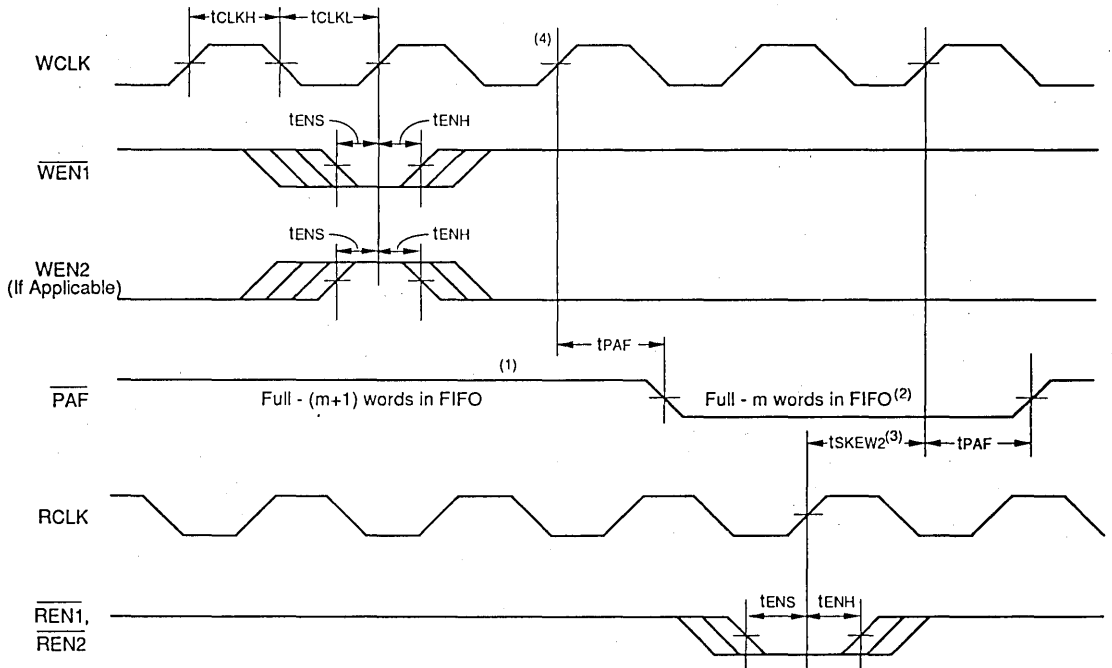 tCLKH tCLKL
WCLK
(4)
tENS tENH
WEN1
tENS tENH
WEN2
(If Applicable)
tPAF
(1)
PAF
Full - (m+1) words in FIFO
Full - m words in FIFO(2)
tSKEW2(3) tPAF
RCLK
tENS tENH
REN1,
REN2